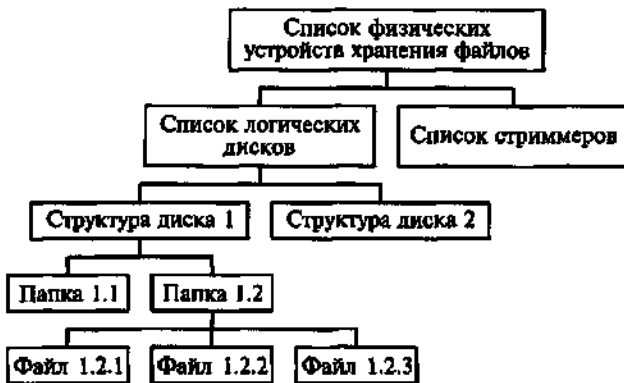 Список физических
устройств хранения файлов
Список логических
дисков
Список стриммеров
Структура диска 1
Структура диска 2
Папка 1.1
Папка 1.2
Файл 1.2.1
Файл 1.2.2
Файл 1.2.3